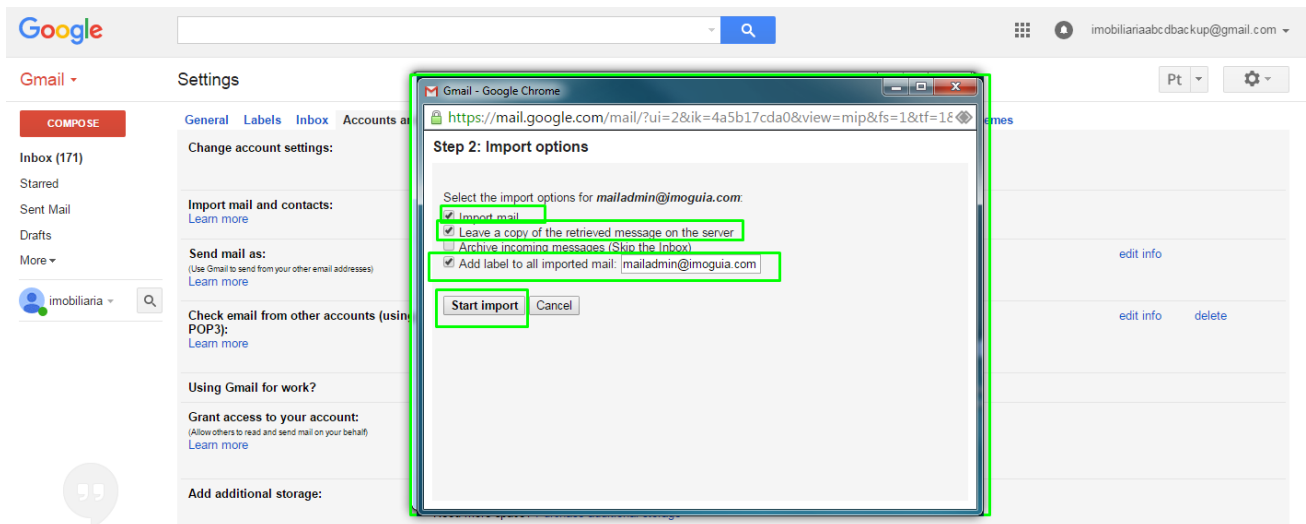 Google
imobiliariaabcdbackup@gmail.com
Gmail
Settings
Pt
COMPOSE
Inbox (171)
Starred
Sent Mail
Drafts
More
imobiliaria
General Labels Inbox Accounts an
emes
Change account settings:
Import mail and contacts:
Learn more
Send mail as:
(Use Gmail to send from your other email addresses)
Learn more
edit info
Check email from other accounts (using
POP3):
Learn more
edit info delete
Using Gmail for work?
Grant access to your account:
(Allow others to read and send mail on your behalf)
Learn more
Add additional storage:
Need more space? Purchase additional storage
Gmail - Google Chrome
https://mail.google.com/mail/?ui=2&ik=4a5b17cda0&view=mip&fs=1&tf=1&
Step 2: Import options
Select the import options for mailadmin@imoguia.com:
Import mail
Leave a copy of the retrieved message on the server
Archive incoming messages (Skip the Inbox)
Add label to all imported mail: mailadmin@imoguia.com
Start import Cancel